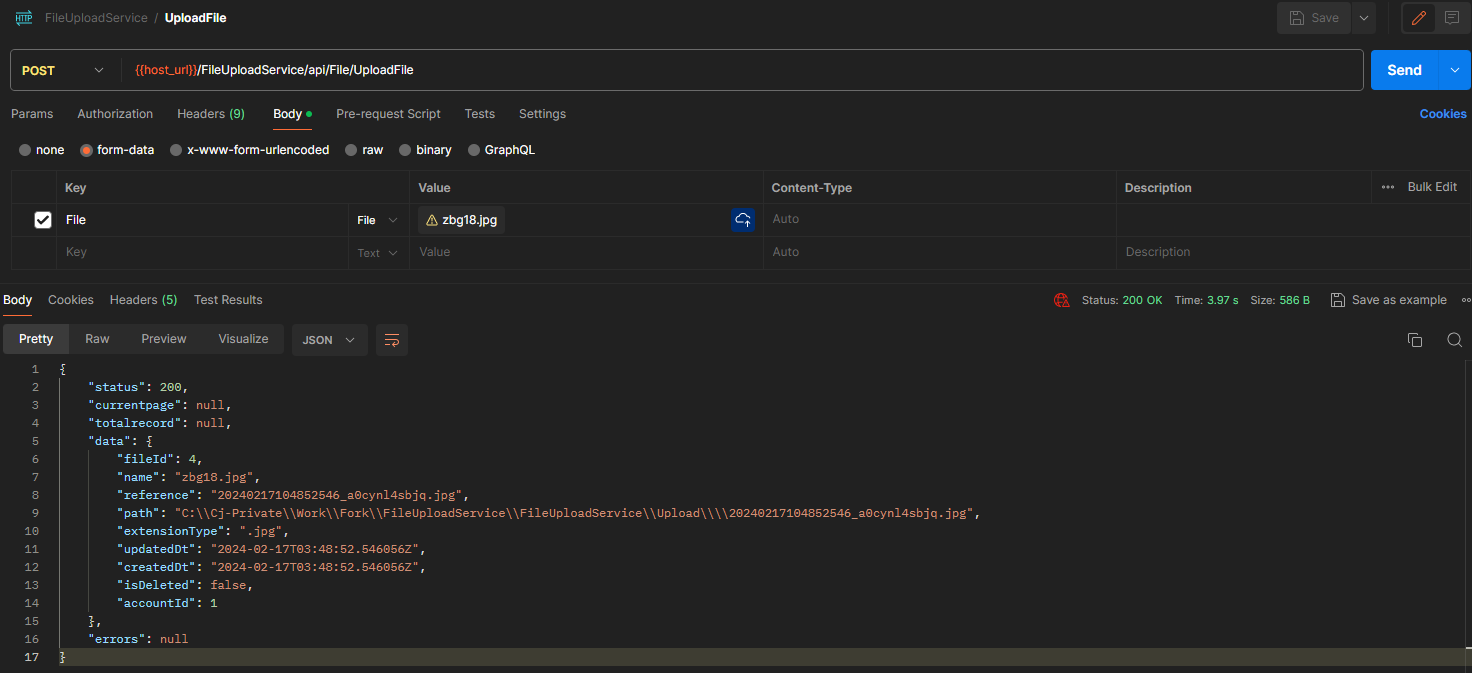 HTTP FileUploadService / UploadFile Save
POST {{host_url}}/FileUploadService/api/File/UploadFile Send
Params Authorization Headers (9) Body Pre-request Script Tests Settings Cookies
none form-data x-www-form-urlencoded raw binary GraphQL
Key Value Content-Type Description Bulk Edit
File File zbg18.jpg Auto
Key Text Value Auto Description
Body Cookies Headers (5) Test Results Status: 200 OK Time: 3.97 s Size: 586 B Save as example
Pretty Raw Preview Visualize JSON
1 {
2 "status": 200,
3 "currentpage": null,
4 "totalrecord": null,
5 "data": {
6 "fileId": 4,
7 "name": "zbg18.jpg",
8 "reference": "20240217104852546_a0cynl4sbjq.jpg",
9 "path": "C:\\Cj-Private\\Work\\Fork\\FileUploadService\\FileUploadService\\Upload\\\\20240217104852546_a0cynl4sbjq.jpg",
10 "extensionType": ".jpg",
11 "updatedDt": "2024-02-17T03:48:52.546056Z",
12 "createdDt": "2024-02-17T03:48:52.546056Z",
13 "isDeleted": false,
14 "accountId": 1
15 },
16 "errors": null
17 }